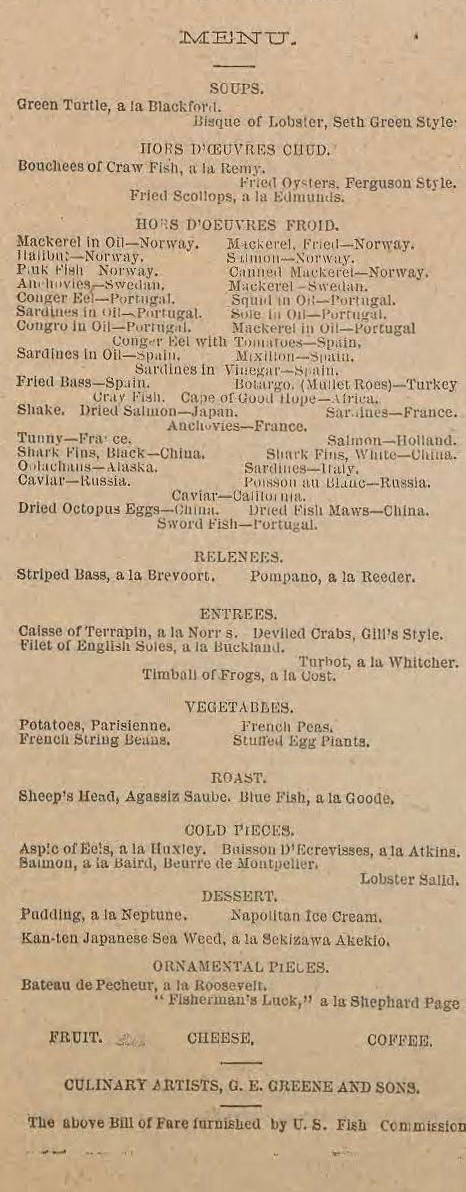 MENU.
SOUPS.
Green Turtle, a la Blackford.
Bisque of Lobster, Seth Green Style.
HORS D'ŒUVRES CHUD.
Bouchees of Craw Fish, a la Remy.
Fried Oysters, Ferguson Style.
Fried Scollops, a la Edmunds.
HORS D'OEUVRES FROID.
Mackerel in Oil—Norway. Mackerel, Fried—Norway.
Halibut—Norway. Salmon—Norway.
Pink Fish Norway. Canned Mackerel—Norway.
Anchovies,—Swedan. Mackerel—Swedan.
Conger Eel—Portugal. Squid in Oil—Portugal.
Sardines in Oil—Portugal. Sole in Oil—Portugal.
Congro in Oil—Portugal. Mackerel in Oil—Portugal
Conger Eel with Tomatoes—Spain.
Sardines in Oil—Spain. Mixillon—Spain.
Sardines in Vinegar—Spain.
Fried Bass—Spain. Botargo, (Mullet Roes)—Turkey
Cray Fish. Cape of Good Hope—Africa.
Shake. Dried Salmon—Japan. Sardines—France.
Anchovies—France.
Tunny—France. Salmon—Holland.
Shark Fins, Black—China. Shark Fins, White—China.
Oolachans—Alaska. Sardines—Italy.
Caviar—Russia. Poisson au Blanc—Russia.
Caviar—California.
Dried Octopus Eggs—China. Dried Fish Maws—China.
Sword Fish—Portugal.
RELENEES.
Striped Bass, a la Brevoort. Pompano, a la Reeder.
ENTREES.
Caisse of Terrapin, a la Norris. Deviled Crabs, Gill's Style.
Filet of English Soles, a la Buckland.
Turbot, a la Whitcher.
Timball of Frogs, a la Cost.
VEGETABLES.
Potatoes, Parisienne. French Peas.
French String Beans. Stuffed Egg Plants.
ROAST.
Sheep's Head, Agassiz Saube. Blue Fish, a la Goode.
COLD PIECES.
Aspic of Eels, a la Huxley. Buisson D'Ecrevisses, a la Atkins.
Salmon, a la Baird, Beurre de Montpelier.
Lobster Salid.
DESSERT.
Pudding, a la Neptune. Napolitan Ice Cream.
Kan-ten Japanese Sea Weed, a la Sekizawa Akekio.
ORNAMENTAL PIECES.
Bateau de Pecheur, a la Roosevelt.
"Fisherman's Luck," a la Shephard Page
FRUIT. CHEESE. COFFEE.
CULINARY ARTISTS, G. E. GREENE AND SONS.
The above Bill of Fare furnished by U. S. Fish Commission